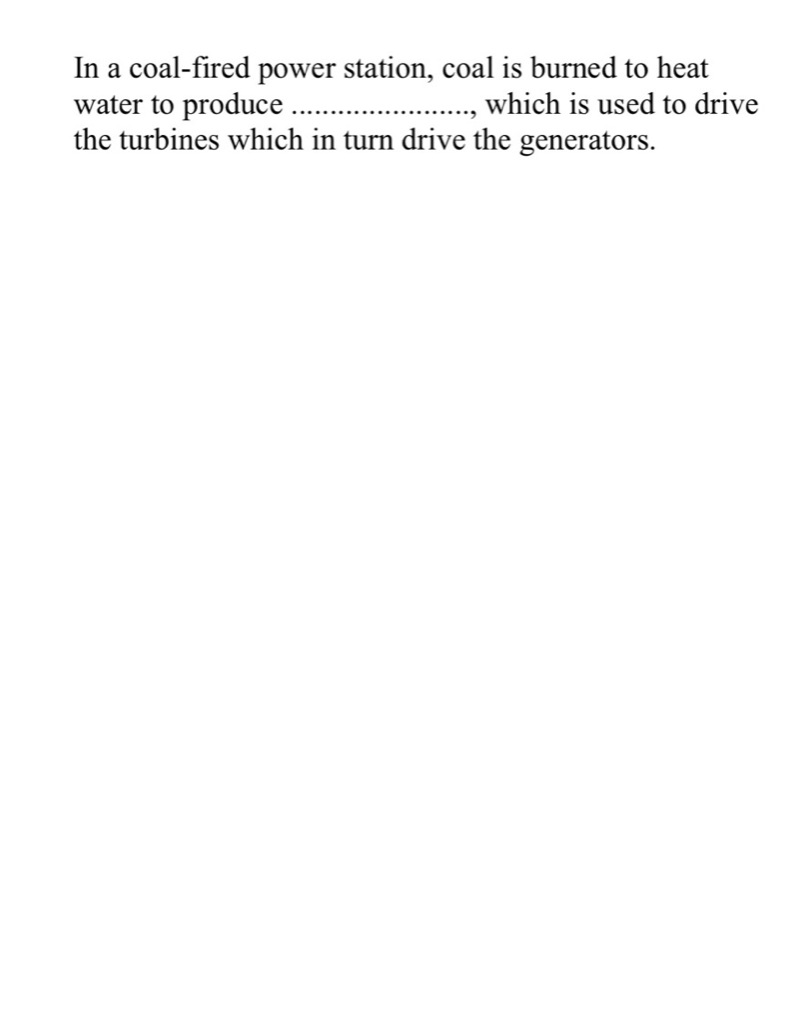 In a coal-fired power station, coal is burned to heat
water to produce ......................., which is used to drive
the turbines which in turn drive the generators.